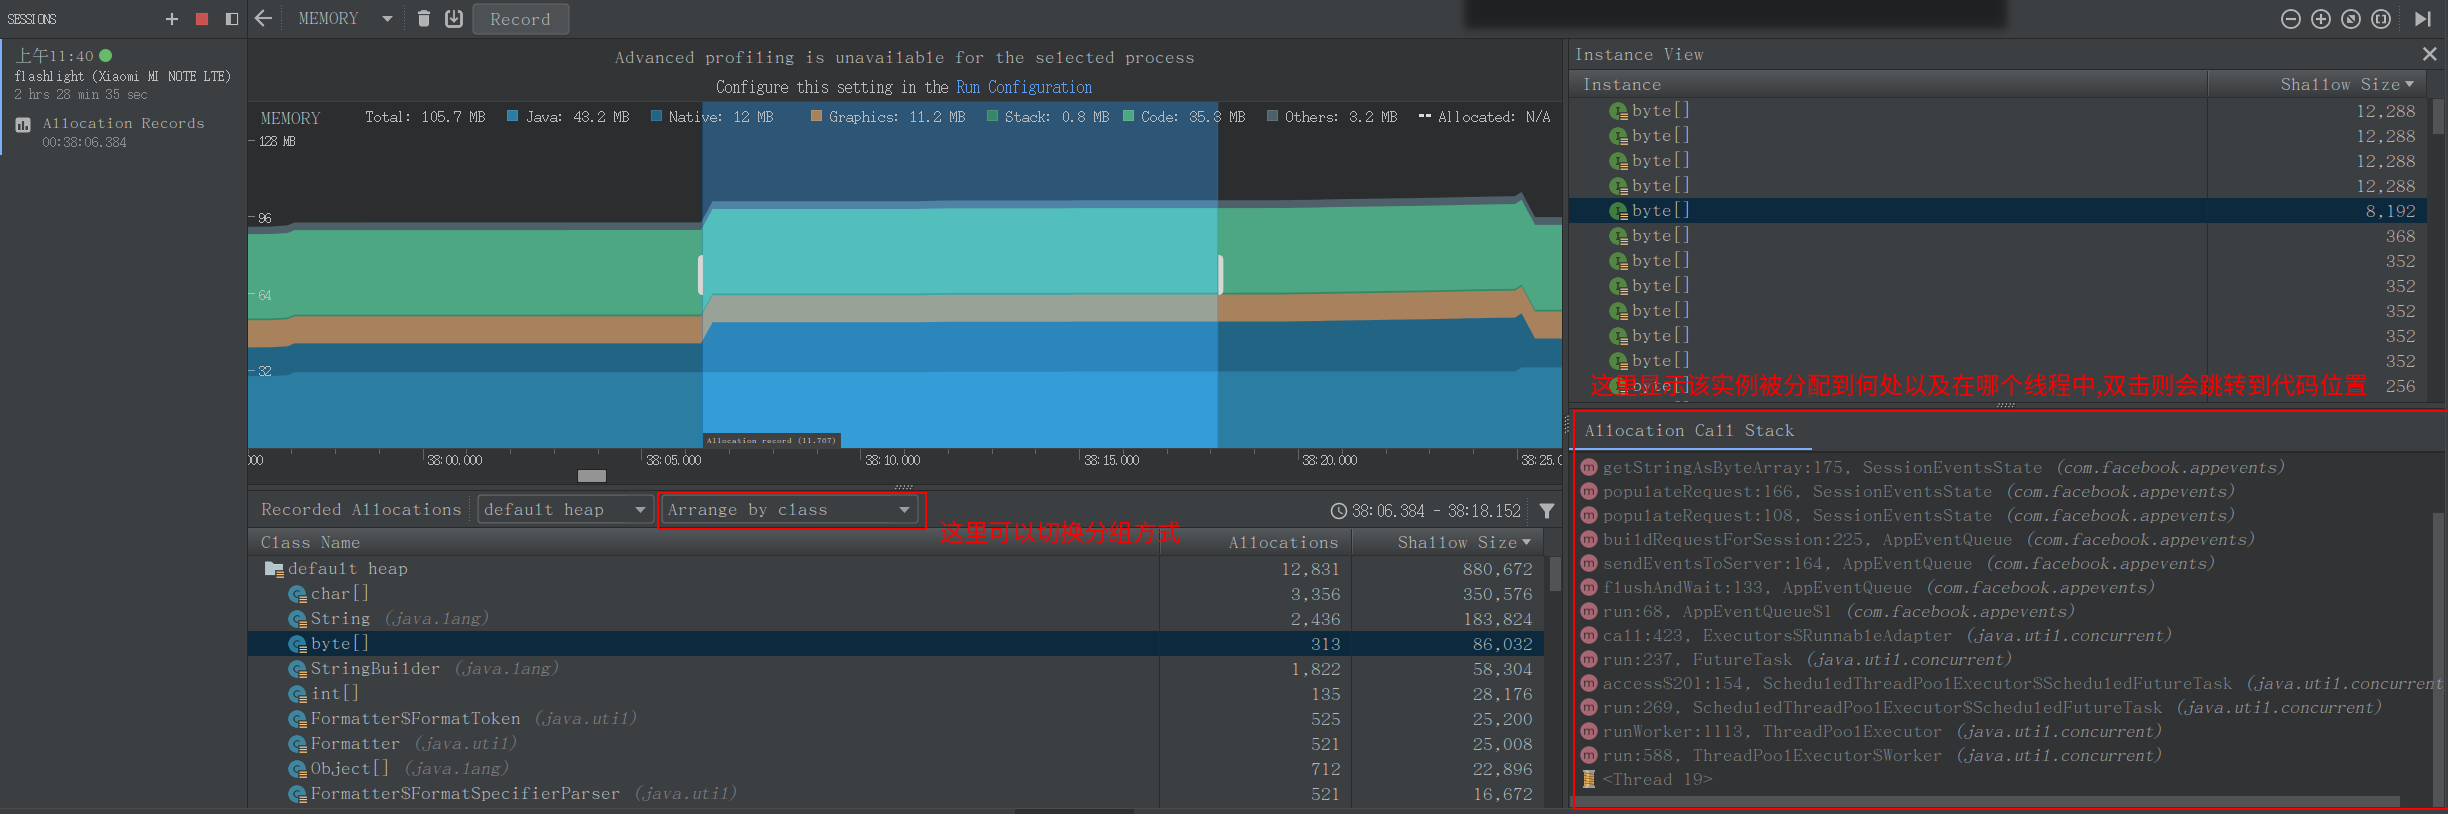 SESSIONS
MEMORY
Record
上午11:40
flashlight (Xiaomi MI NOTE LTE)
2 hrs 28 min 35 sec
Allocation Records
00:38:06.384
Advanced profiling is unavailable for the selected process
Configure this setting in the Run Configuration
MEMORY
Total: 105.7 MB
Java: 43.2 MB
Native: 12 MB
Graphics: 11.2 MB
Stack: 0.8 MB
Code: 35.3 MB
Others: 3.2 MB
Allocated: N/A
128 MB
96
64
32
Allocation record (11.707)
000
38:00.000
38:05.000
38:10.000
38:15.000
38:20.000
38:25.0
Recorded Allocations
default heap
Arrange by class
38:06.384 - 38:18.152
这里可以切换分组方式
Class Name Allocations Shallow Size
default heap 12,831 880,672
char[] 3,356 350,576
String (java.lang) 2,436 183,824
byte[] 313 86,032
StringBuilder (java.lang) 1,822 58,304
int[] 135 28,176
Formatter$FormatToken (java.util) 525 25,200
Formatter (java.util) 521 25,008
Object[] (java.lang) 712 22,896
Formatter$FormatSpecifierParser (java.util) 521 16,672
Instance View
Instance Shallow Size
byte[] 12,288
byte[] 12,288
byte[] 12,288
byte[] 12,288
byte[] 8,192
byte[] 368
byte[] 352
byte[] 352
byte[] 352
byte[] 352
byte[] 352
byte[] 256
这里显示该实例被分配到何处以及在哪个线程中,双击则会跳转到代码位置
Allocation Call Stack
getStringAsByteArray:175, SessionEventsState (com.facebook.appevents)
populateRequest:166, SessionEventsState (com.facebook.appevents)
populateRequest:108, SessionEventsState (com.facebook.appevents)
buildRequestForSession:225, AppEventQueue (com.facebook.appevents)
sendEventsToServer:164, AppEventQueue (com.facebook.appevents)
flushAndWait:133, AppEventQueue (com.facebook.appevents)
run:68, AppEventQueue$1 (com.facebook.appevents)
call:423, Executors$RunnableAdapter (java.util.concurrent)
run:237, FutureTask (java.util.concurrent)
access$201:154, ScheduledThreadPoolExecutor$ScheduledFutureTask (java.util.concurrent
run:269, ScheduledThreadPoolExecutor$ScheduledFutureTask (java.util.concurrent)
runWorker:1113, ThreadPoolExecutor (java.util.concurrent)
run:588, ThreadPoolExecutor$Worker (java.util.concurrent)
<Thread 19>